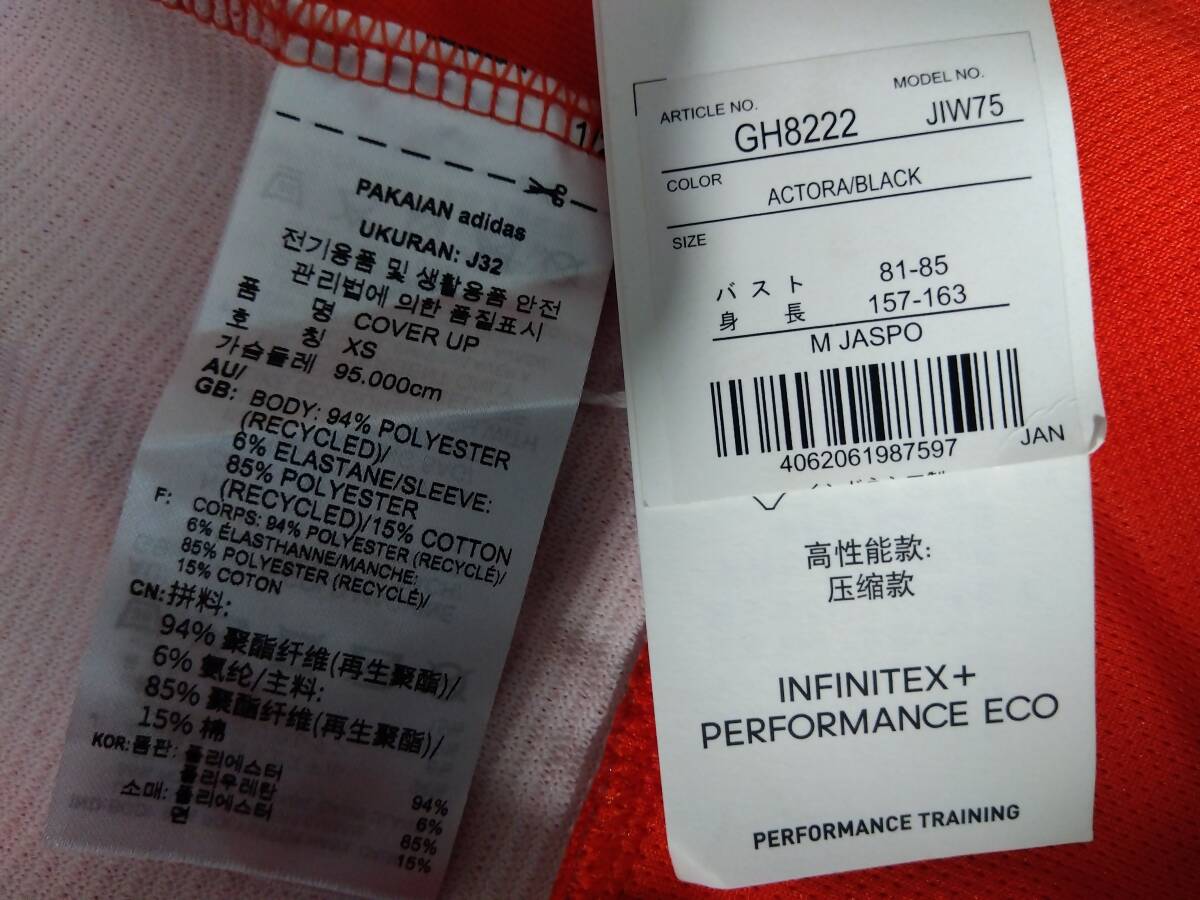 1/
PAKAIAN adidas
UKURAN: J32
전기용품 및 생활용품 안전
관리법에 의한 품질표시
품 명 COVER UP
호 칭 XS
가슴둘레 95.000cm
AU/
GB: BODY: 94% POLYESTER
(RECYCLED)/
6% ELASTANE/SLEEVE:
85% POLYESTER
(RECYCLED)/15% COTTON
F: CORPS: 94% POLYESTER (RECYCLÉ)/
6% ÉLASTHANNE/MANCHE:
85% POLYESTER (RECYCLÉ)/
15% COTON
CN:拼料:
94% 聚酯纤维(再生聚酯)/
6% 氨纶/主料:
85% 聚酯纤维(再生聚酯)/
15% 棉
KOR:몸판: 폴리에스터 94%
폴리우레탄 6%
소매: 폴리에스터 85%
면 15%
ARTICLE NO. MODEL NO.
GH8222 JIW75
COLOR
ACTORA/BLACK
SIZE
バスト 81-85
身 長 157-163
M JASPO
4062061987597 JAN
高性能款:
压缩款
INFINITEX+
PERFORMANCE ECO
PERFORMANCE TRAINING